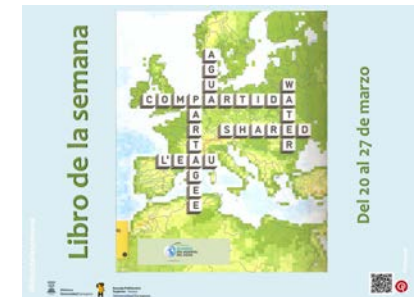 Libro de la semana
AGUA
COMPARTIDA
WATER
PARTAGEE
SHARED
L'EAU
Del 20 al 27 de marzo